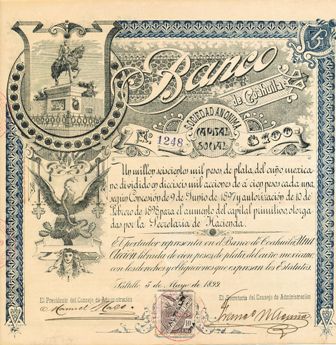 Banco
de Coahuila
SOCIEDAD ANONIMA
No. 1248 CAPITAL $100
SOCIAL
Un millon seiscientos mil pesos de plata del cuño mexica
no dividido en dieciseis mil acciones de á cien pesos cada una
segun Concesión de 9 de Junio de 1897 y autorización de 10 de
Febrero de 1898 para el aumento del capital primitivo otorga
das por la Secretaría de Hacienda.
El portador representa en el Banco de Coahuila, Una
Acción liberada de cien pesos de plata del cuño mexicano,
con los derechos y obligaciones que expresan los Estatutos.
Saltillo, 5 de Mayo de 1899
El Presidente del Consejo de Administración
El Secretario del Consejo de Administración